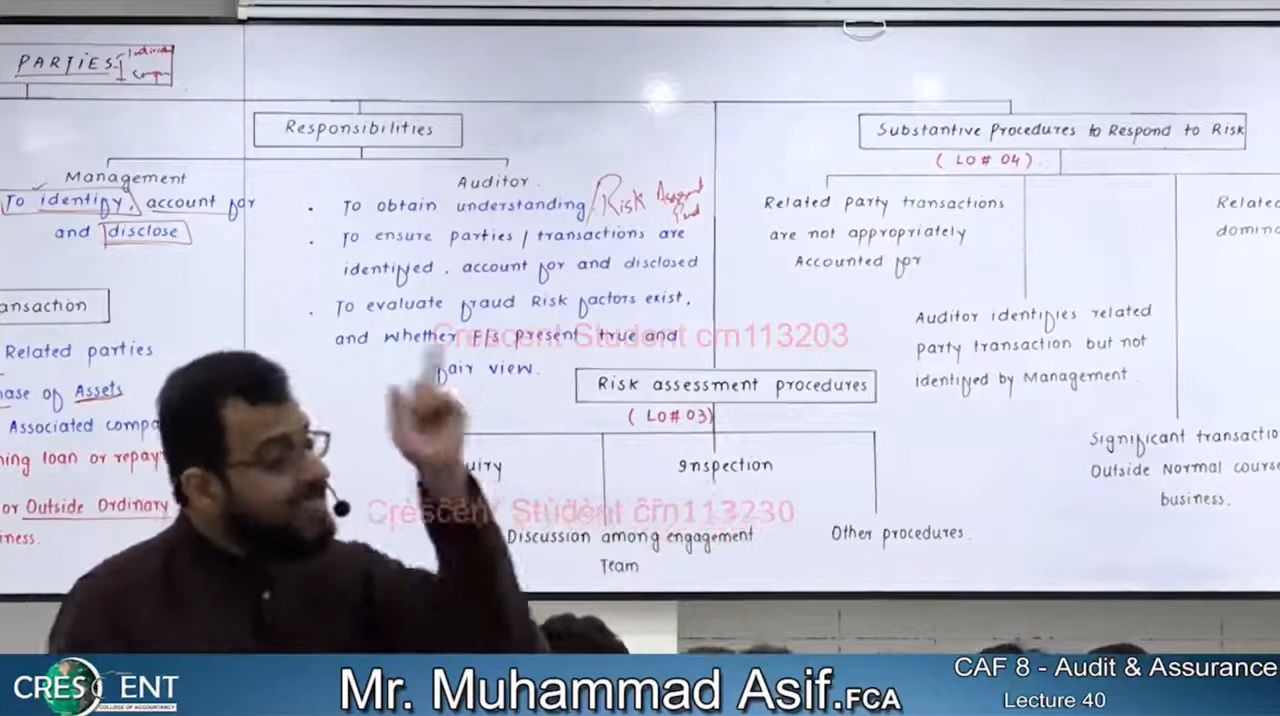 PARTIES
Responsibilities
Management
To identify, account for
and disclose
Auditor.
. To obtain understanding / Risk
. To ensure parties / transactions are
identified, account for and disclosed
. To evaluate fraud Risk factors exist,
and whether F/s present true and
fair view.
ansaction
Related parties
hase of Assets
Associated compa
ning loan or repay
or Outside Ordinary
iness.
Risk assessment procedures
(LO# 03)
uiry
Inspection
Discussion among engagement
Team
Other procedures.
Substantive Procedures to Respond to Risk
(LO# 04).
Related party transactions
are not appropriately
Accounted for
Auditor identifies related
party transaction but not
identified by Management.
Significant transactio
Outside Normal course
business.
Related
domina
Crescent Student crn113203
Crescent Student crn113230
CRESCENT
COLLEGE OF ACCOUNTANCY
Mr. Muhammad Asif.FCA
CAF 8 - Audit & Assurance
Lecture 40